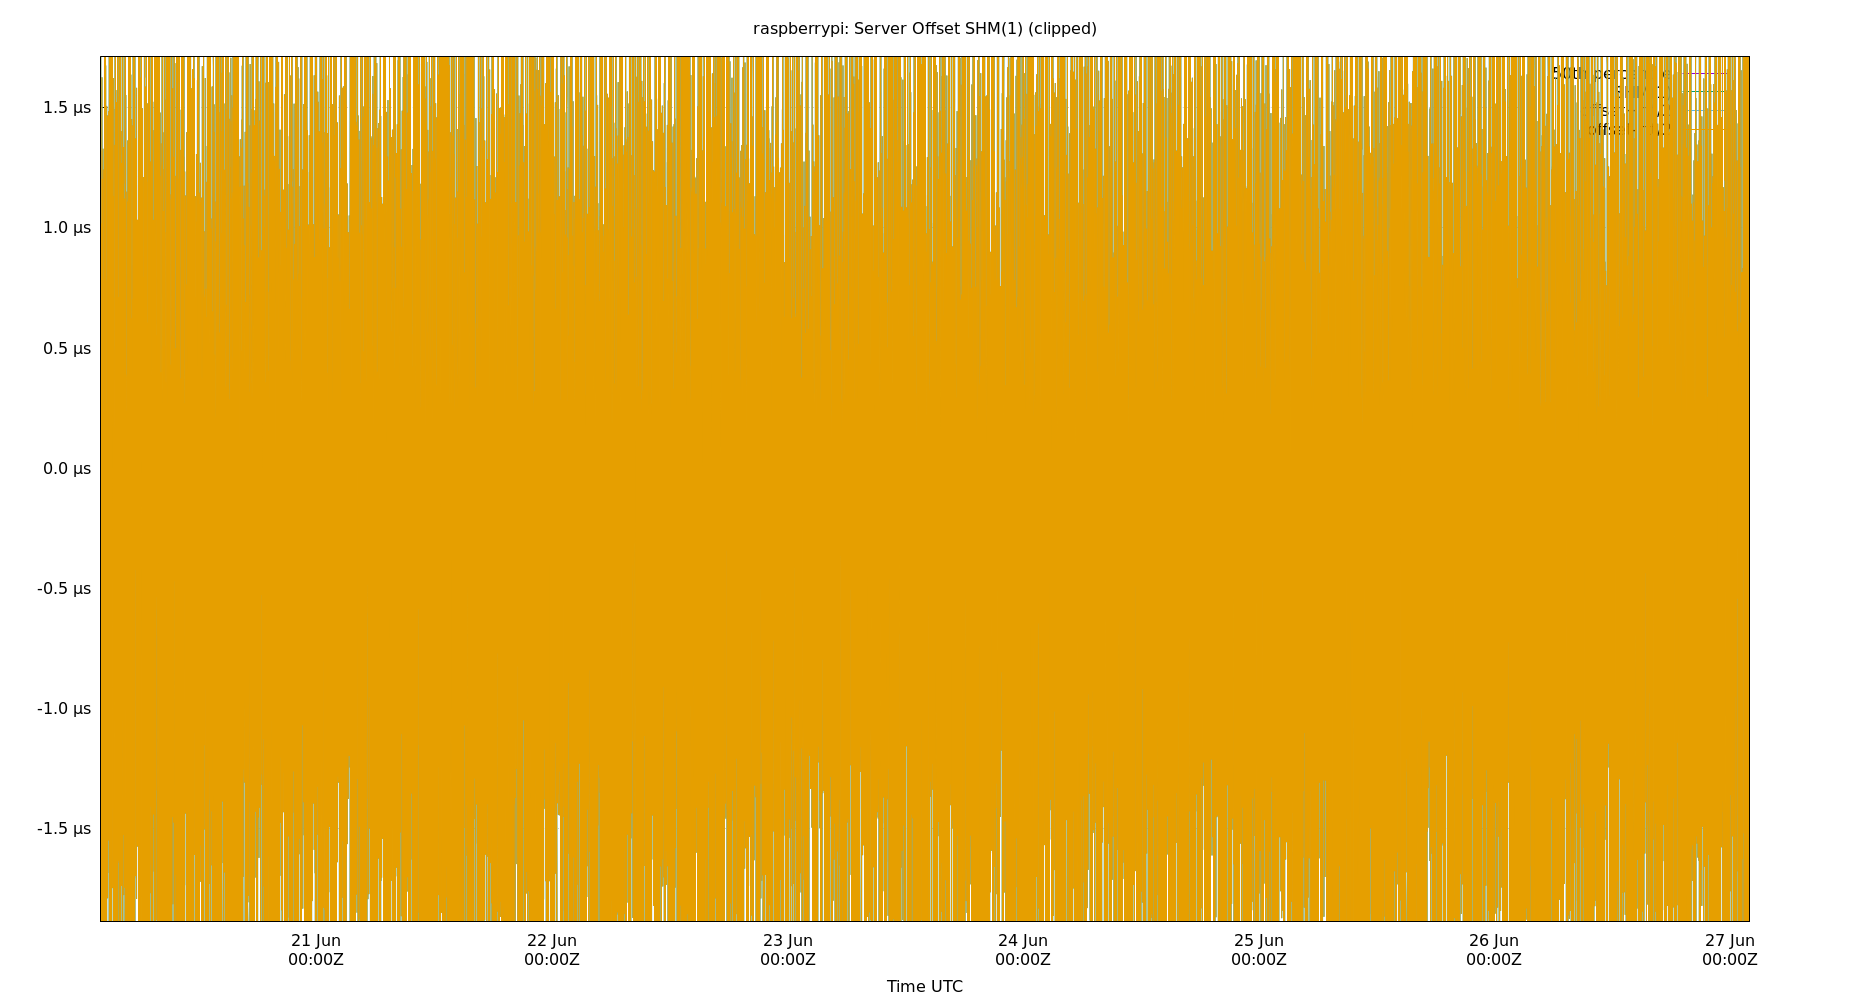 raspberrypi: Server Offset SHM(1) (clipped)
1.5 µs
1.0 µs
0.5 µs
0.0 µs
-0.5 µs
-1.0 µs
-1.5 µs
21 Jun 22 Jun 23 Jun 24 Jun 25 Jun 26 Jun 27 Jun
00:00Z 00:00Z 00:00Z 00:00Z 00:00Z 00:00Z 00:00Z
Time UTC